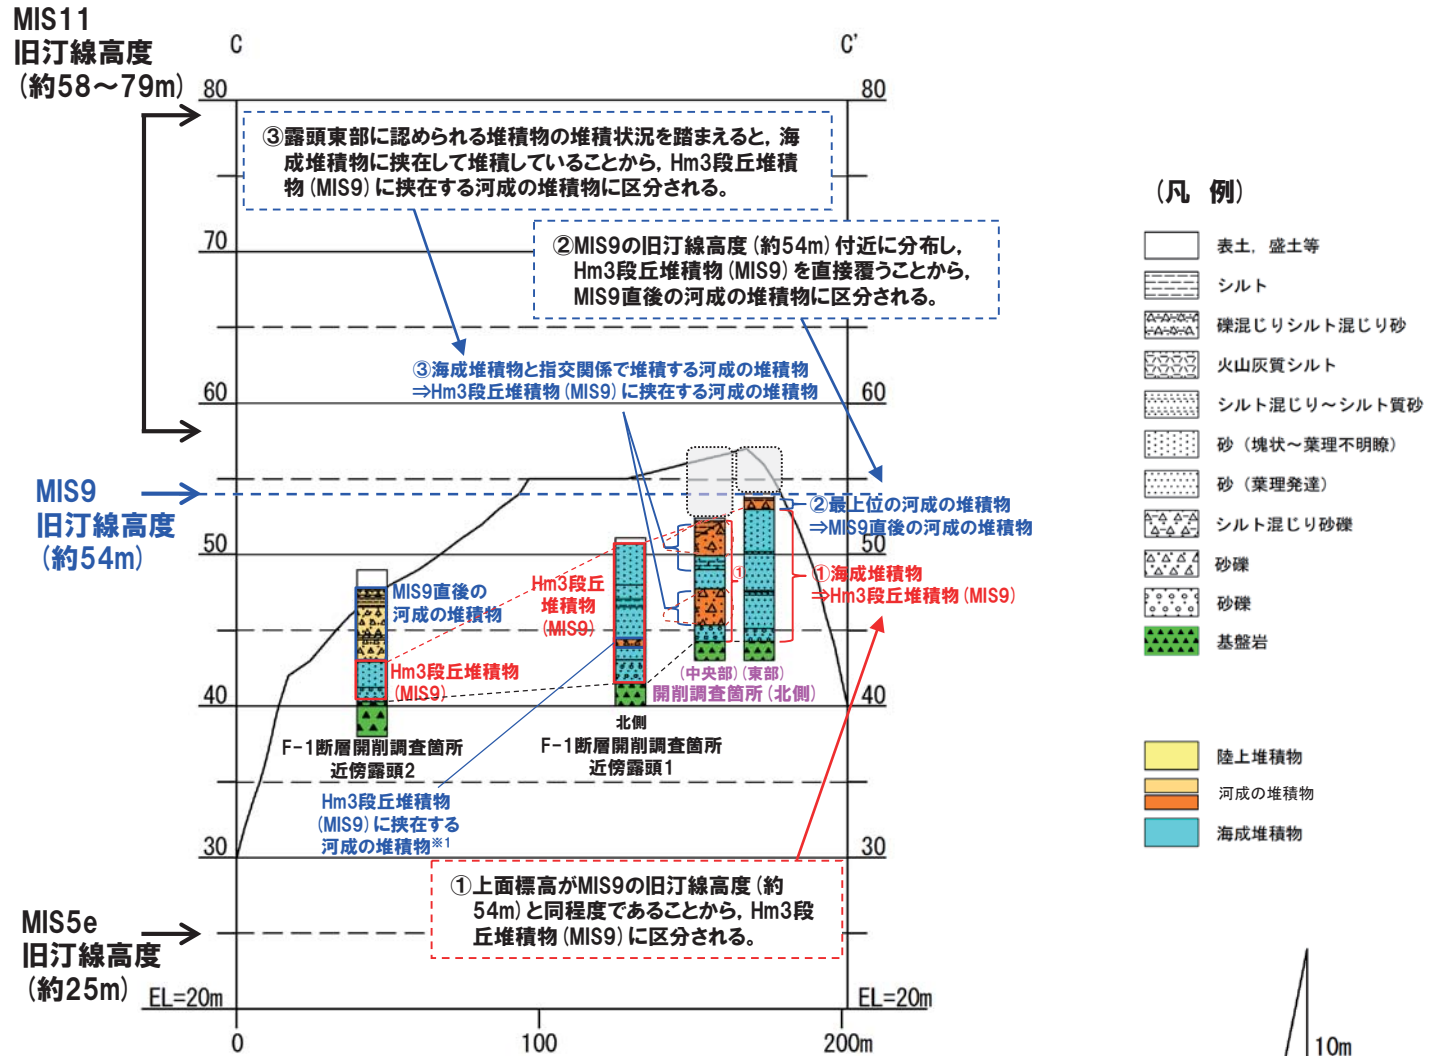 MIS11
旧汀線高度
(約58～79m)
C
C'
80
80
③露頭東部に認められる堆積物の堆積状況を踏まえると，海
成堆積物に挟在して堆積していることから，Hm3段丘堆積
物(MIS9)に挟在する河成の堆積物に区分される。
70
②MIS9の旧汀線高度(約54m)付近に分布し，
Hm3段丘堆積物(MIS9)を直接覆うことから，
MIS9直後の河成の堆積物に区分される。
③海成堆積物と指交関係で堆積する河成の堆積物
⇒Hm3段丘堆積物(MIS9)に挟在する河成の堆積物
60
60
MIS9
旧汀線高度
(約54m)
②最上位の河成の堆積物
⇒MIS9直後の河成の堆積物
50
50
①
①海成堆積物
⇒Hm3段丘堆積物(MIS9)
MIS9直後の
河成の堆積物
Hm3段丘
堆積物
(MIS9)
Hm3段丘堆積物
(MIS9)
(中央部)(東部)
開削調査箇所(北側)
40
40
F-1断層開削調査箇所
近傍露頭2
北側
F-1断層開削調査箇所
近傍露頭1
Hm3段丘堆積物
(MIS9)に挟在する
河成の堆積物※1
30
30
①上面標高がMIS9の旧汀線高度(約
54m)と同程度であることから，Hm3段
丘堆積物(MIS9)に区分される。
MIS5e
旧汀線高度
(約25m)
EL=20m
EL=20m
0
100
200m
(凡 例)
表土，盛土等
シルト
礫混じりシルト混じり砂
火山灰質シルト
シルト混じり～シルト質砂
砂（塊状～葉理不明瞭）
砂（葉理発達）
シルト混じり砂礫
砂礫
砂礫
基盤岩
陸上堆積物
河成の堆積物
海成堆積物
10m